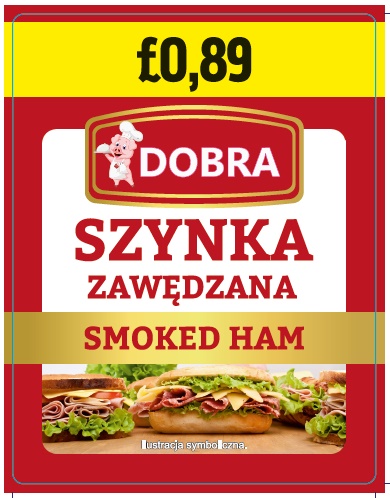 £0,89
DOBRA
SZYNKA
ZAWĘDZANA
SMOKED HAM
ilustracja symboliczna.